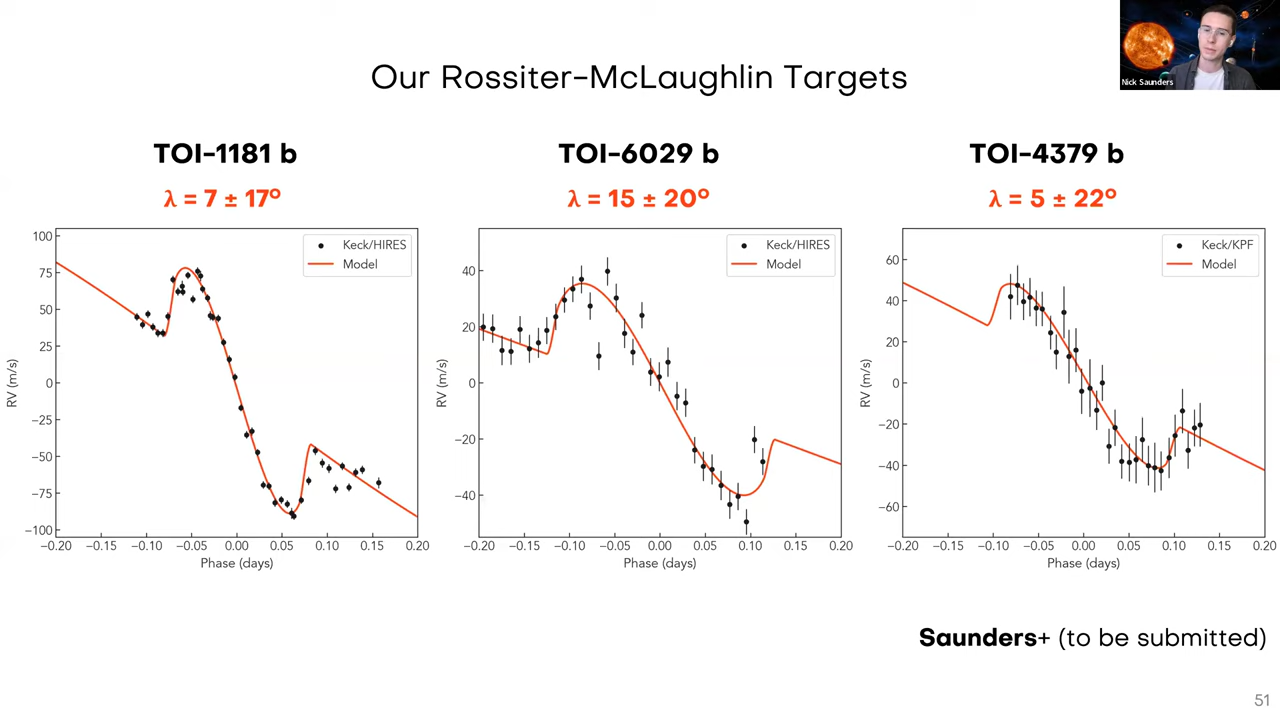 Nick Saunders
Our Rossiter-McLaughlin Targets
TOI-1181 b
λ = 7 ± 17°
RV (m/s)
100
75
50
25
0
−25
−50
−75
−100
Keck/HIRES
Model
−0.20 −0.15 −0.10 −0.05 0.00 0.05 0.10 0.15 0.20
Phase (days)
TOI-6029 b
λ = 15 ± 20°
RV (m/s)
40
20
0
−20
−40
Keck/HIRES
Model
−0.20 −0.15 −0.10 −0.05 0.00 0.05 0.10 0.15 0.20
Phase (days)
TOI-4379 b
λ = 5 ± 22°
RV (m/s)
60
40
20
0
−20
−40
−60
Keck/KPF
Model
−0.20 −0.15 −0.10 −0.05 0.00 0.05 0.10 0.15 0.20
Phase (days)
Saunders+ (to be submitted)
51